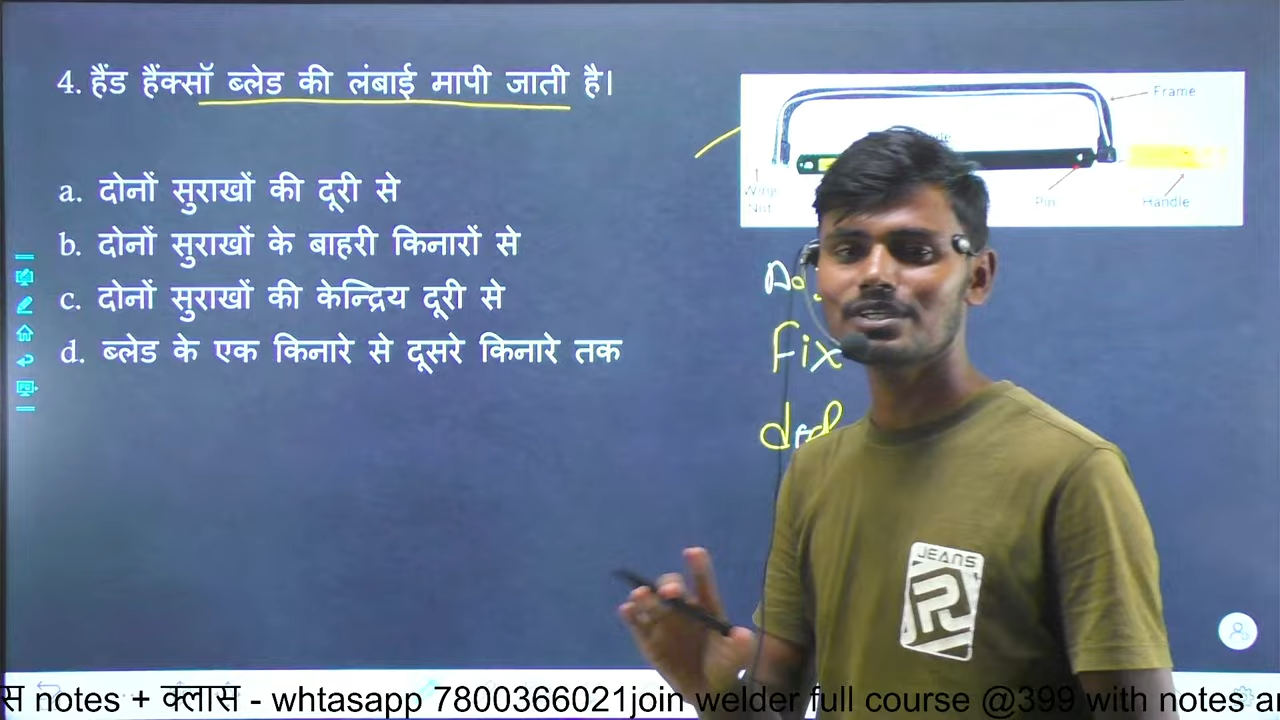 4. हैंड हैंक्सॉ ब्लेड की लंबाई मापी जाती है।
a. दोनों सुराखों की दूरी से
b. दोनों सुराखों के बाहरी किनारों से
c. दोनों सुराखों की केन्द्रिय दूरी से
d. ब्लेड के एक किनारे से दूसरे किनारे तक
Frame
Pin
Handle
Nut
Fix
JEANS
स notes + क्लास - whtasapp 7800366021join welder full course @399 with notes a